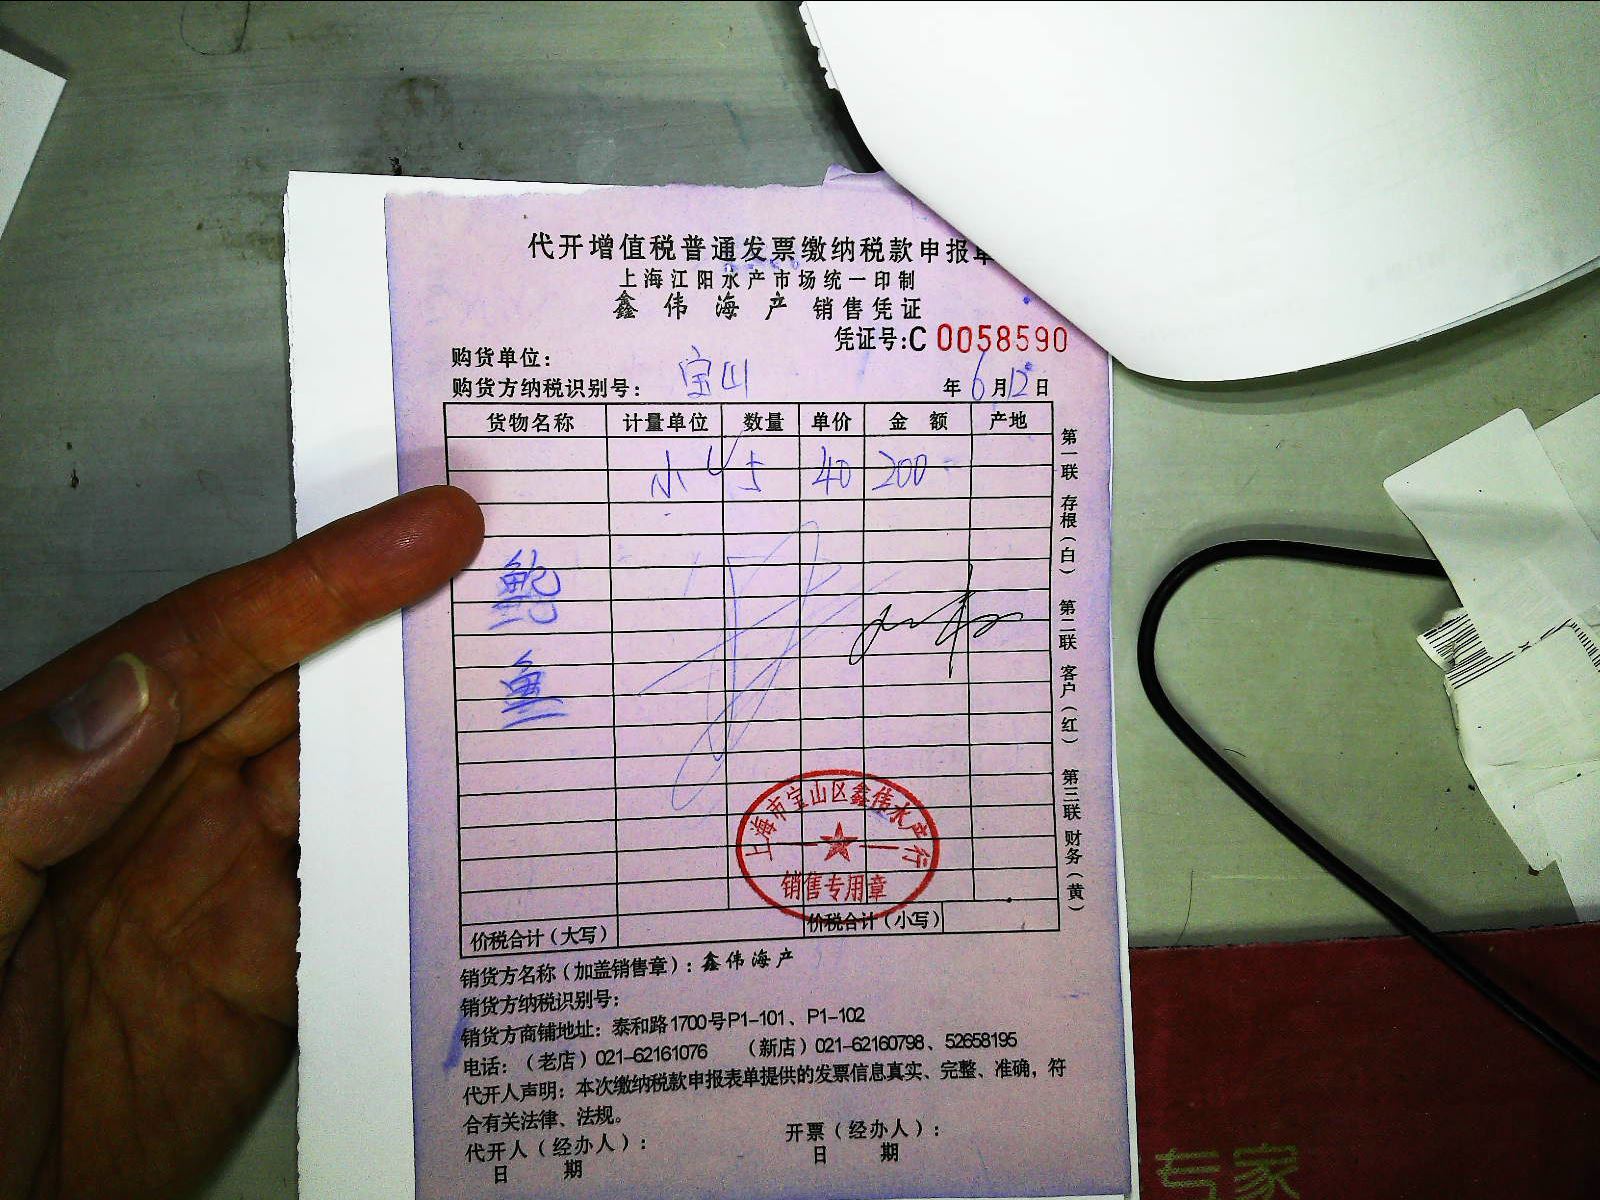 代开增值税普通发票缴纳税款申报单
上海江阳水产市场统一印制
鑫伟海产 销售凭证
凭证号:C 0058590
购货单位:
购货方纳税识别号: 宝山 年6月12日
货物名称 计量单位 数量 单价 金额 产地
小 5 40 200
鲍
鱼
第一联 存根(白) 第二联 客户(红) 第三联 财务(黄)
上海市宝山区鑫伟水产行
销售专用章
价税合计(大写) 价税合计(小写)
销货方名称(加盖销售章): 鑫伟海产
销货方纳税识别号:
销货方商铺地址: 泰和路1700号P1-101、P1-102
电话: (老店)021-62161076 (新店)021-62160798、52658195
代开人声明: 本次缴纳税款申报表单提供的发票信息真实、完整、准确,符
合有关法律、法规。
代开人(经办人): 开票(经办人):
日 期 日 期
专家